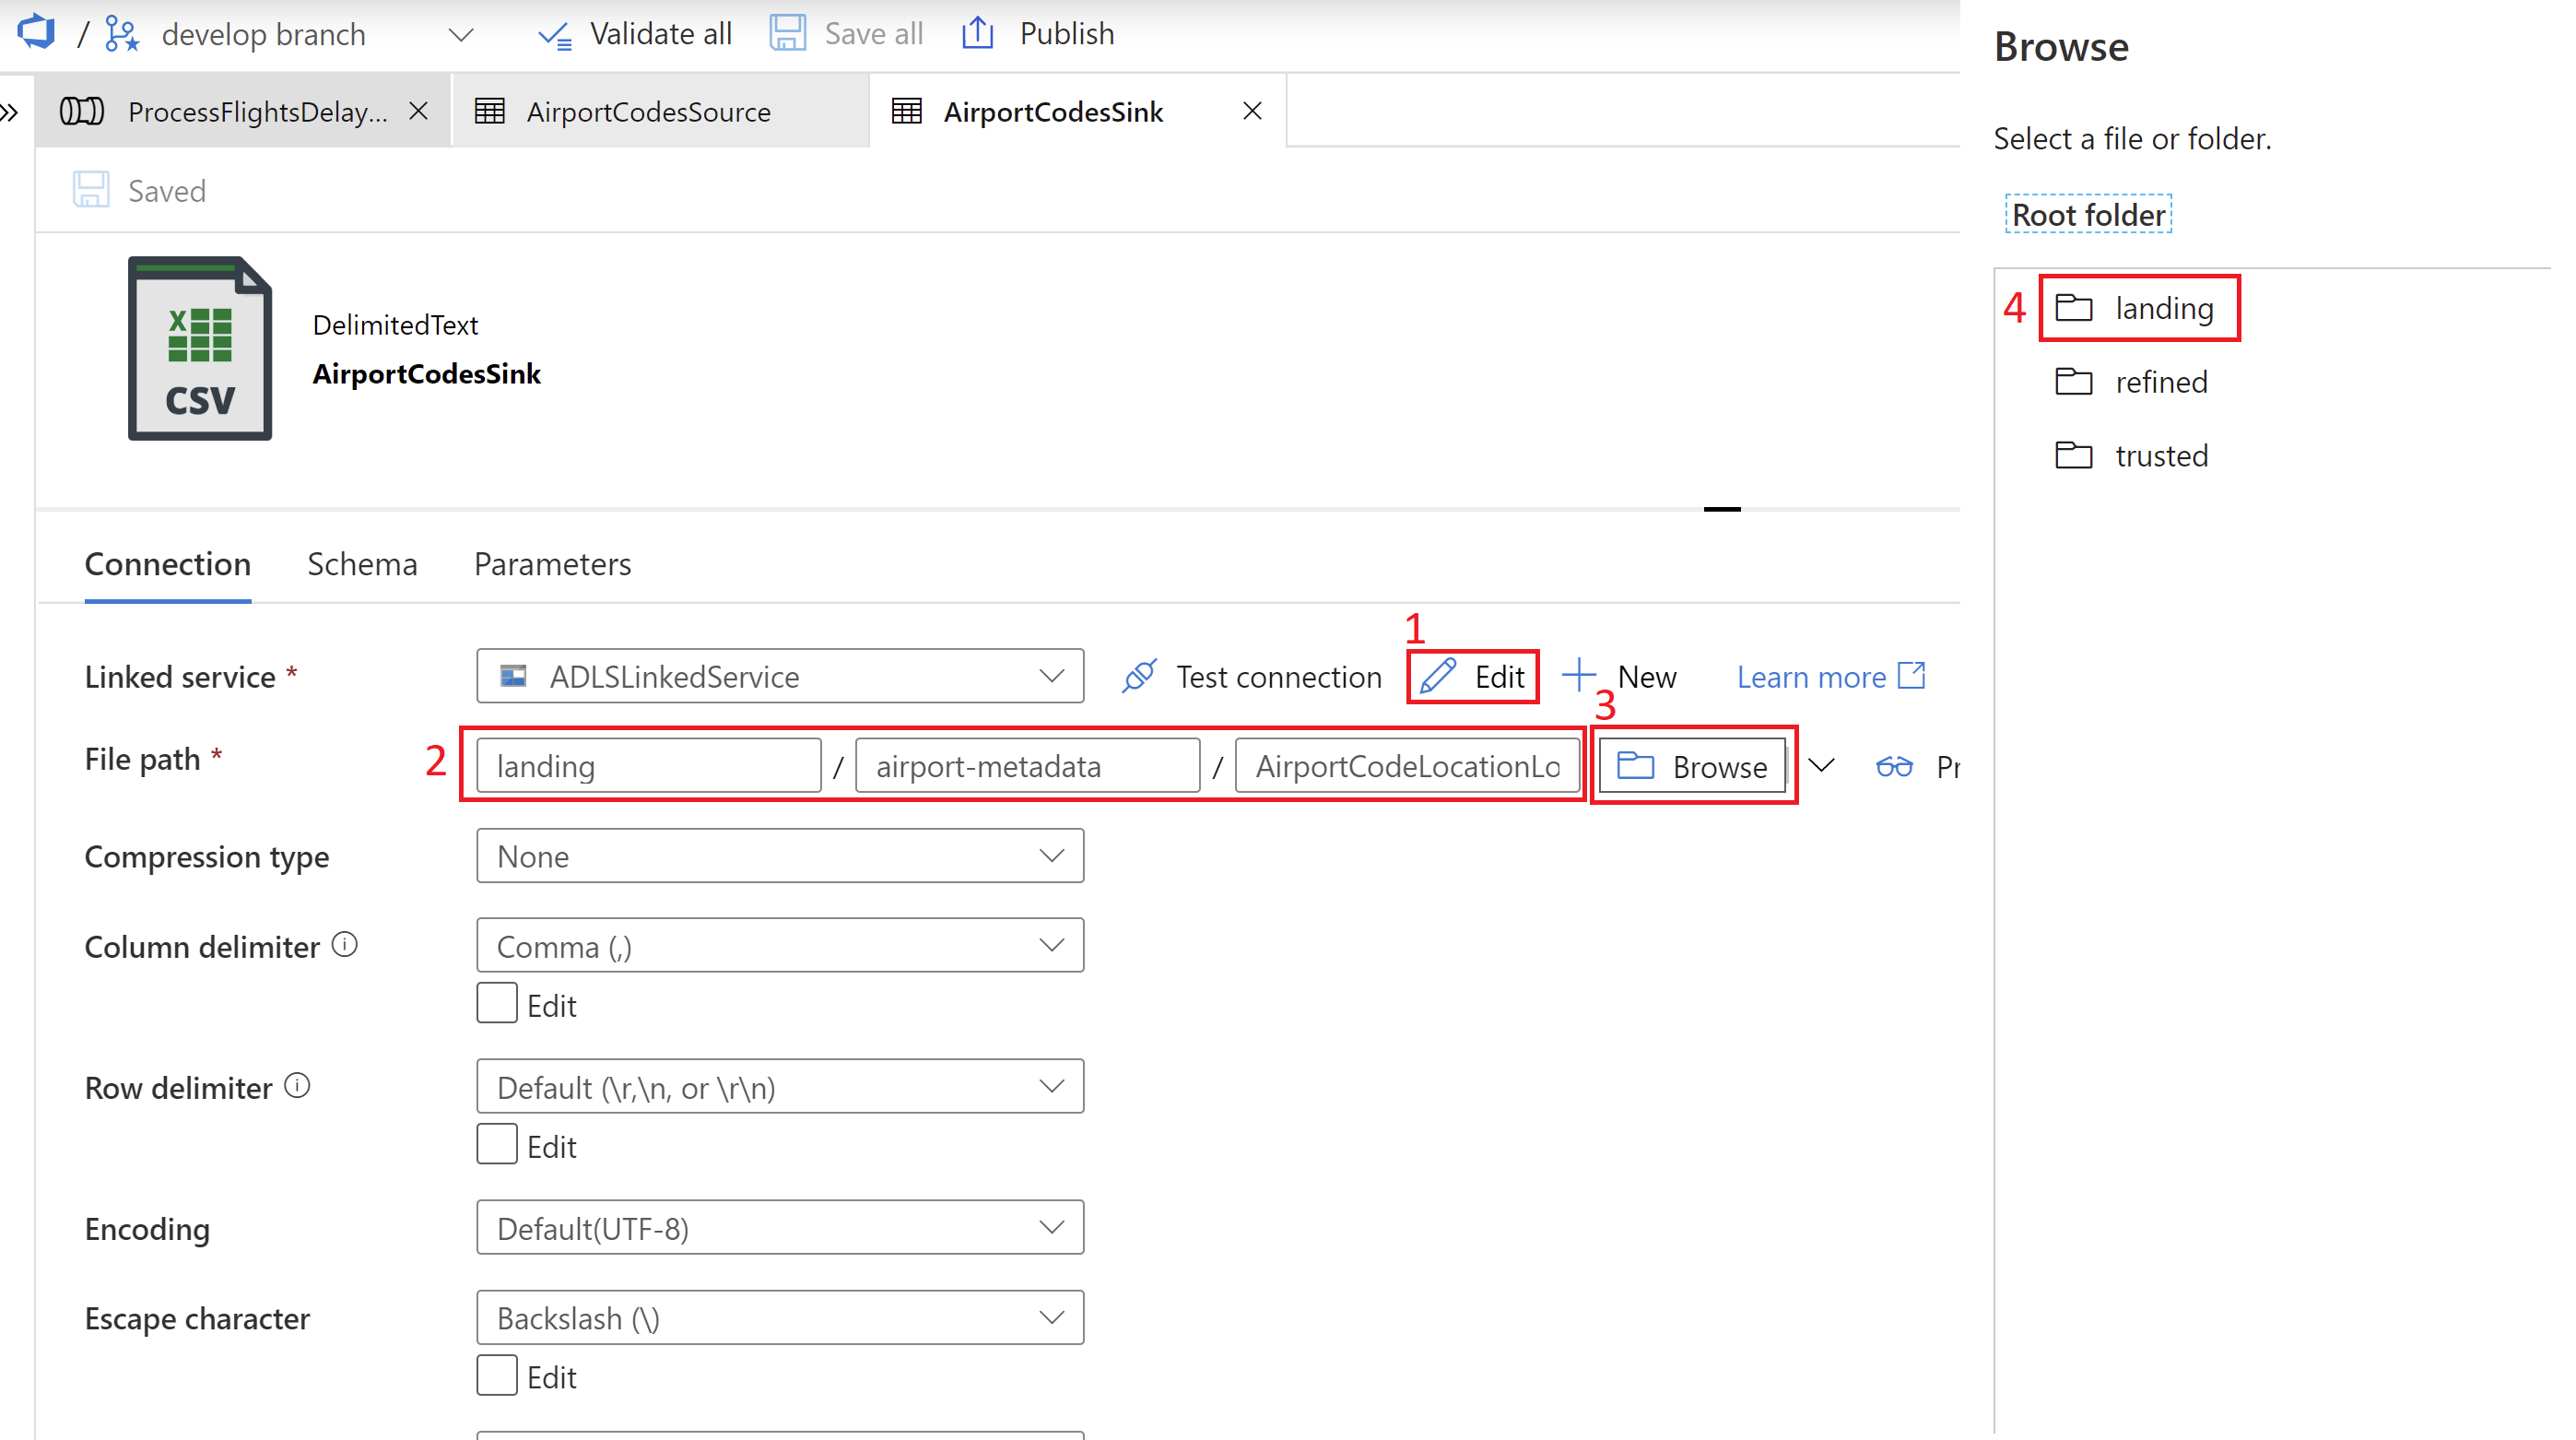 / develop branch Validate all Save all Publish
ProcessFlightsDelay... AirportCodesSource AirportCodesSink
Saved
CSV
DelimitedText
AirportCodesSink
Connection Schema Parameters
1
Linked service * ADLSLinkedService Test connection Edit New Learn more
3
2 File path * landing / airport-metadata / AirportCodeLocationLo Browse Pr
Compression type None
Column delimiter Comma (,)
Edit
Row delimiter Default (\r,\n, or \r\n)
Edit
Encoding Default(UTF-8)
Escape character Backslash (\)
Edit
Browse
Select a file or folder.
Root folder
4 landing
refined
trusted